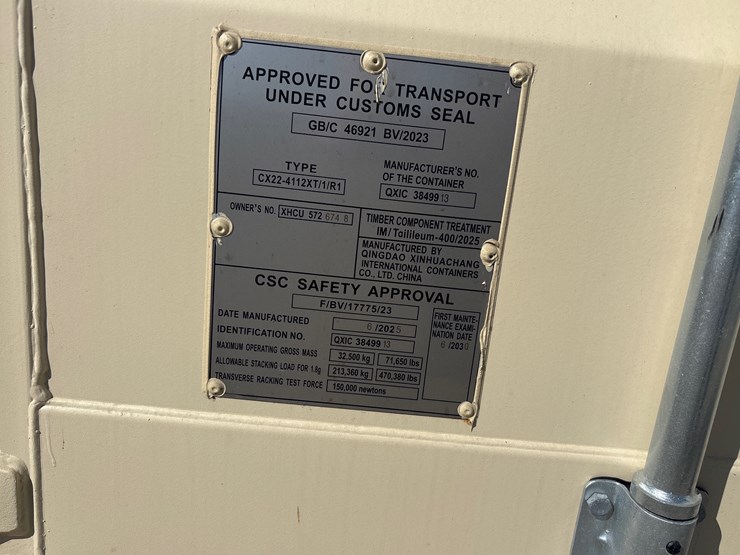 APPROVED FOR TRANSPORT
UNDER CUSTOMS SEAL
GB/C 46921 BV/2023
TYPE
CX22-4112XT/1/R1
MANUFACTURER'S NO.
OF THE CONTAINER
QXIC 3849913
OWNER'S NO. XHCU 572 674 8
TIMBER COMPONENT TREATMENT
IM/Tailileum-400/2025
MANUFACTURED BY
QINGDAO XINHUACHANG
INTERNATIONAL CONTAINERS
CO., LTD. CHINA
CSC SAFETY APPROVAL
F/BV/17775/23
DATE MANUFACTURED 6/2025
IDENTIFICATION NO. QXIC 3849913
MAXIMUM OPERATING GROSS MASS 32,500 kg 71,650 lbs
ALLOWABLE STACKING LOAD FOR 1.8g 213,360 kg 470,380 lbs
TRANSVERSE RACKING TEST FORCE 150,000 newtons
FIRST MAINTE-
NANCE EXAMI-
NATION DATE
6/2030